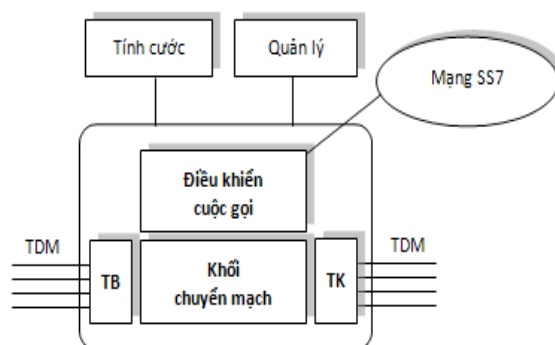 Tính cước
Quản lý
Mạng SS7
Điều khiển
cuộc gọi
TDM
TDM
TB
Khối
chuyển mạch
TK